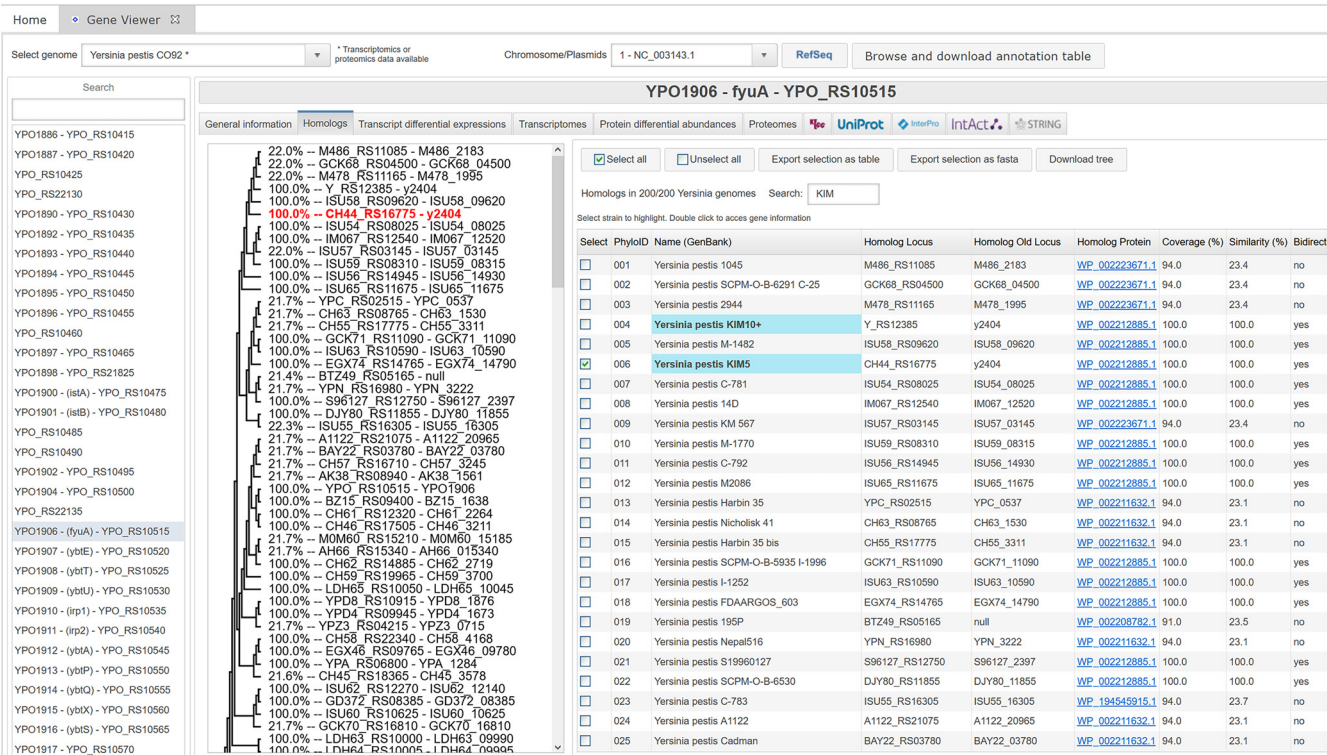 Home
Gene Viewer
Select genome Yersinia pestis CO92 * * Transcriptomics or proteomics data available Chromosome/Plasmids 1 - NC_003143.1 RefSeq Browse and download annotation table
Search
YPO1886 - YPO_RS10415
YPO1887 - YPO_RS10420
YPO_RS10425
YPO_RS22130
YPO1890 - YPO_RS10430
YPO1892 - YPO_RS10435
YPO1893 - YPO_RS10440
YPO1894 - YPO_RS10445
YPO1895 - YPO_RS10450
YPO1896 - YPO_RS10455
YPO_RS10460
YPO1897 - YPO_RS10465
YPO1898 - YPO_RS21825
YPO1900 - (istA) - YPO_RS10475
YPO1901 - (istB) - YPO_RS10480
YPO_RS10485
YPO_RS10490
YPO1902 - YPO_RS10495
YPO1904 - YPO_RS10500
YPO_RS22135
YPO1906 - (fyuA) - YPO_RS10515
YPO1907 - (ybtE) - YPO_RS10520
YPO1908 - (ybtT) - YPO_RS10525
YPO1909 - (ybtU) - YPO_RS10530
YPO1910 - (irp1) - YPO_RS10535
YPO1911 - (irp2) - YPO_RS10540
YPO1912 - (ybtA) - YPO_RS10545
YPO1913 - (ybtP) - YPO_RS10550
YPO1914 - (ybtQ) - YPO_RS10555
YPO1915 - (ybtX) - YPO_RS10560
YPO1916 - (ybtS) - YPO_RS10565
YPO1917 - YPO_RS10570
YPO1906 - fyuA - YPO_RS10515
General information Homologs Transcript differential expressions Transcriptomes Protein differential abundances Proteomes UniProt InterPro IntAct STRING
22.0% -- M486_RS11085 - M486_2183
22.0% -- GCK68_RS04500 - GCK68_04500
22.0% -- M478_RS11165 - M478_1995
100.0% -- Y_RS12385 - y2404
100.0% -- ISU58_RS09620 - ISU58_09620
100.0% -- CH44_RS16775 - y2404
100.0% -- ISU54_RS08025 - ISU54_08025
100.0% -- IM067_RS12540 - IM067_12520
22.0% -- ISU57_RS03145 - ISU57_03145
100.0% -- ISU59_RS08310 - ISU59_08315
100.0% -- ISU56_RS14945 - ISU56_14930
100.0% -- ISU65_RS11675 - ISU65_11675
21.7% -- YPC_RS02515 - YPC_0537
21.7% -- CH63_RS08765 - CH63_1530
21.7% -- CH55_RS17775 - CH55_3311
100.0% -- GCK71_RS11090 - GCK71_11090
100.0% -- ISU63_RS10590 - ISU63_10590
100.0% -- EGX74_RS14765 - EGX74_14790
21.4% -- BTZ49_RS05165 - null
21.7% -- YPN_RS16980 - YPN_3222
100.0% -- S96127_RS12750 - S96127_2397
100.0% -- DJY80_RS11855 - DJY80_11855
22.3% -- ISU55_RS16305 - ISU55_16305
21.7% -- A1122_RS21075 - A1122_20965
21.7% -- BAY22_RS03780 - BAY22_03780
21.7% -- CH57_RS16710 - CH57_3245
21.7% -- AK38_RS08940 - AK38_1561
100.0% -- YPO_RS10515 - YPO1906
100.0% -- BZ15_RS09400 - BZ15_1638
100.0% -- CH61_RS12320 - CH61_2264
100.0% -- CH46_RS17505 - CH46_3211
21.7% -- M0M60_RS15210 - M0M60_15185
21.7% -- AH66_RS15340 - AH66_015340
100.0% -- CH62_RS14885 - CH62_2719
100.0% -- CH59_RS19965 - CH59_3700
100.0% -- LDH65_RS10050 - LDH65_10045
100.0% -- YPD8_RS10915 - YPD8_1876
100.0% -- YPD4_RS09945 - YPD4_1673
21.7% -- YPZ3_RS04215 - YPZ3_0715
100.0% -- CH58_RS22340 - CH58_4168
100.0% -- EGX46_RS09765 - EGX46_09780
100.0% -- YPA_RS06800 - YPA_1284
21.6% -- CH45_RS18365 - CH45_3578
100.0% -- ISU62_RS12270 - ISU62_12140
100.0% -- GD372_RS08385 - GD372_08385
100.0% -- ISU60_RS10625 - ISU60_10625
21.7% -- GCK70_RS16810 - GCK70_16810
100.0% -- LDH63_RS10000 - LDH63_09990
100.0% -- LDH64_RS10005 - LDH64_09995
Select all Unselect all Export selection as table Export selection as fasta Download tree
Homologs in 200/200 Yersinia genomes Search: KIM
Select strain to highlight. Double click to acces gene information
Select PhyloID Name (GenBank) Homolog Locus Homolog Old Locus Homolog Protein Coverage (%) Similarity (%) Bidirect
001 Yersinia pestis 1045 M486_RS11085 M486_2183 WP_002223671.1 94.0 23.4 no
002 Yersinia pestis SCPM-O-B-6291 C-25 GCK68_RS04500 GCK68_04500 WP_002223671.1 94.0 23.4 no
003 Yersinia pestis 2944 M478_RS11165 M478_1995 WP_002223671.1 94.0 23.4 no
004 Yersinia pestis KIM10+ Y_RS12385 y2404 WP_002212885.1 100.0 100.0 yes
005 Yersinia pestis M-1482 ISU58_RS09620 ISU58_09620 WP_002212885.1 100.0 100.0 yes
006 Yersinia pestis KIM5 CH44_RS16775 y2404 WP_002212885.1 100.0 100.0 yes
007 Yersinia pestis C-781 ISU54_RS08025 ISU54_08025 WP_002212885.1 100.0 100.0 yes
008 Yersinia pestis 14D IM067_RS12540 IM067_12520 WP_002212885.1 100.0 100.0 yes
009 Yersinia pestis KM 567 ISU57_RS03145 ISU57_03145 WP_002223671.1 94.0 23.4 no
010 Yersinia pestis M-1770 ISU59_RS08310 ISU59_08315 WP_002212885.1 100.0 100.0 yes
011 Yersinia pestis C-792 ISU56_RS14945 ISU56_14930 WP_002212885.1 100.0 100.0 yes
012 Yersinia pestis M2086 ISU65_RS11675 ISU65_11675 WP_002212885.1 100.0 100.0 yes
013 Yersinia pestis Harbin 35 YPC_RS02515 YPC_0537 WP_002211632.1 94.0 23.1 no
014 Yersinia pestis Nicholisk 41 CH63_RS08765 CH63_1530 WP_002211632.1 94.0 23.1 no
015 Yersinia pestis Harbin 35 bis CH55_RS17775 CH55_3311 WP_002211632.1 94.0 23.1 no
016 Yersinia pestis SCPM-O-B-5935 I-1996 GCK71_RS11090 GCK71_11090 WP_002212885.1 100.0 100.0 yes
017 Yersinia pestis I-1252 ISU63_RS10590 ISU63_10590 WP_002212885.1 100.0 100.0 yes
018 Yersinia pestis FDAARGOS_603 EGX74_RS14765 EGX74_14790 WP_002212885.1 100.0 100.0 yes
019 Yersinia pestis 195P BTZ49_RS05165 null WP_002208782.1 91.0 23.5 no
020 Yersinia pestis Nepal516 YPN_RS16980 YPN_3222 WP_002211632.1 94.0 23.1 no
021 Yersinia pestis S19960127 S96127_RS12750 S96127_2397 WP_002212885.1 100.0 100.0 yes
022 Yersinia pestis SCPM-O-B-6530 DJY80_RS11855 DJY80_11855 WP_002212885.1 100.0 100.0 yes
023 Yersinia pestis C-783 ISU55_RS16305 ISU55_16305 WP_194545915.1 94.0 23.7 no
024 Yersinia pestis A1122 A1122_RS21075 A1122_20965 WP_002211632.1 94.0 23.1 no
025 Yersinia pestis Cadman BAY22_RS03780 BAY22_03780 WP_002211632.1 94.0 23.1 no